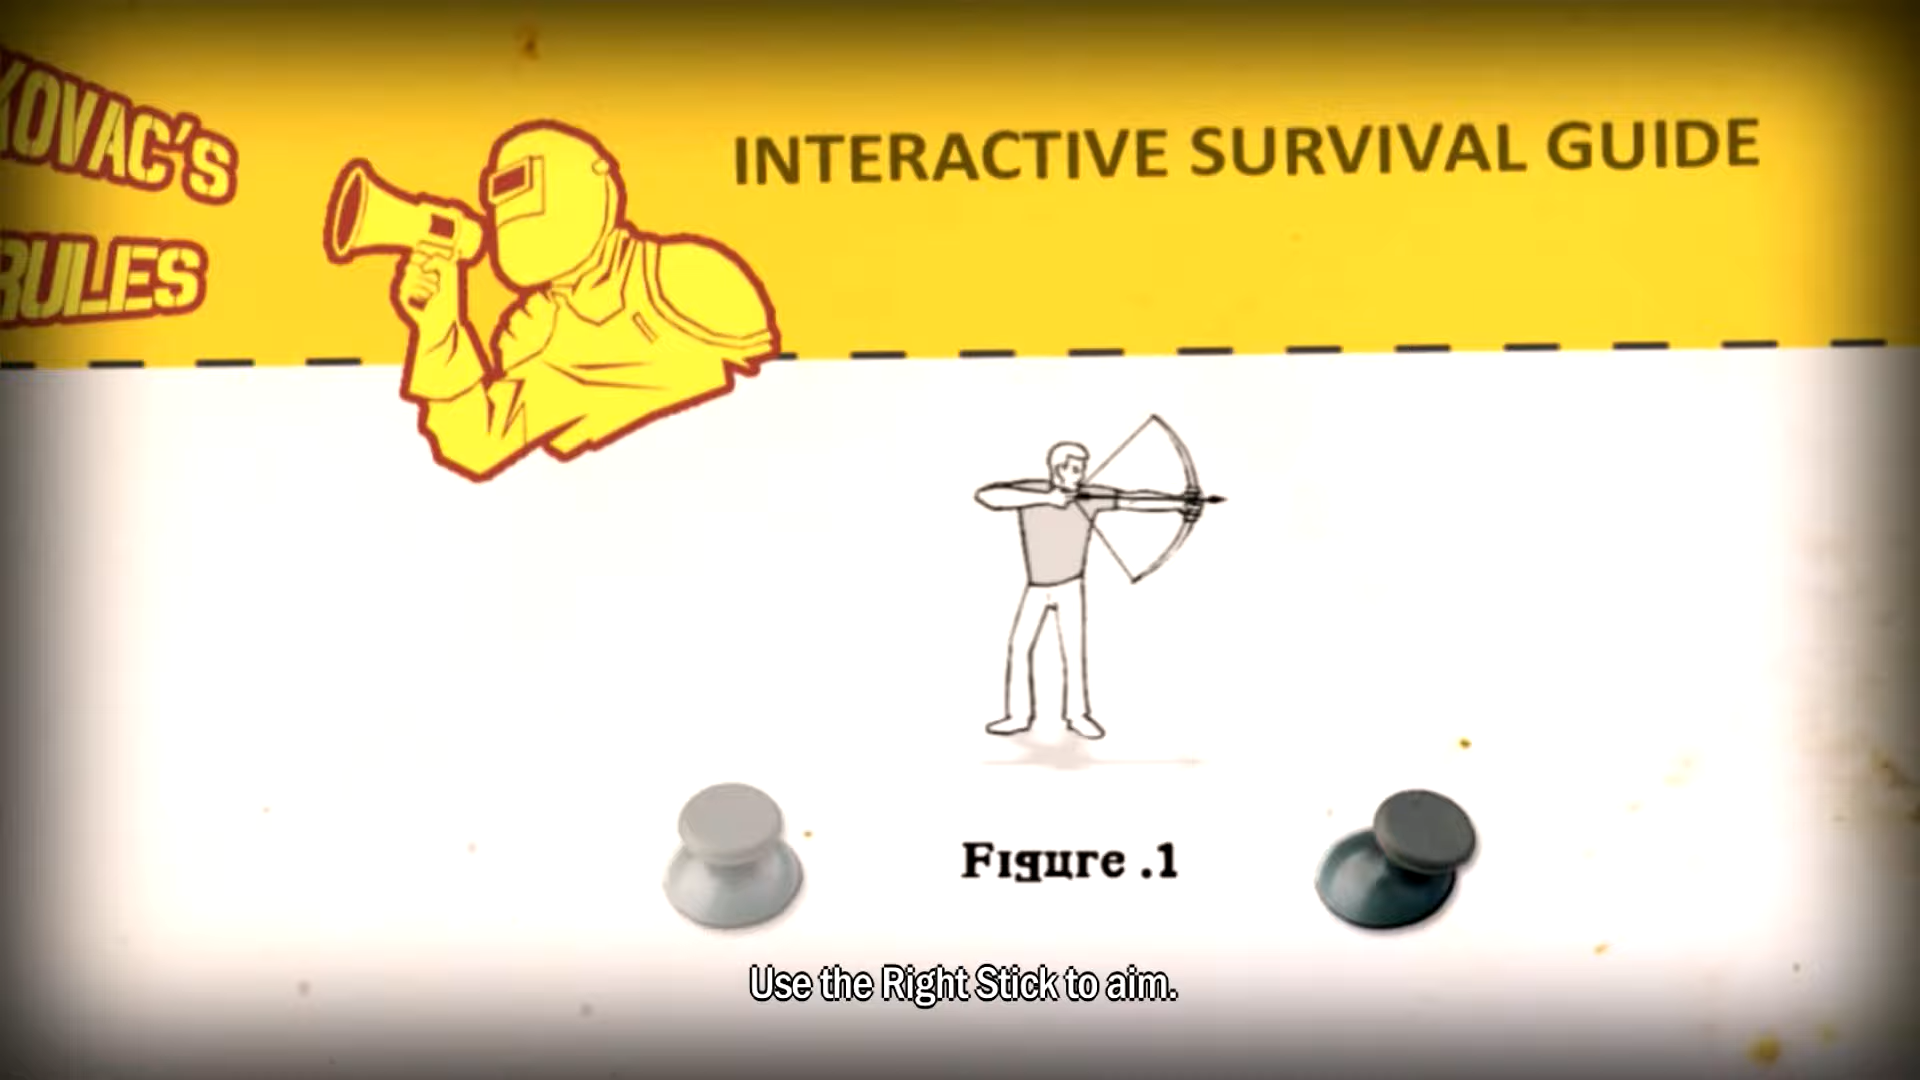 KOVAC'S
RULES
INTERACTIVE SURVIVAL GUIDE
Figure .1
Use the Right Stick to aim.